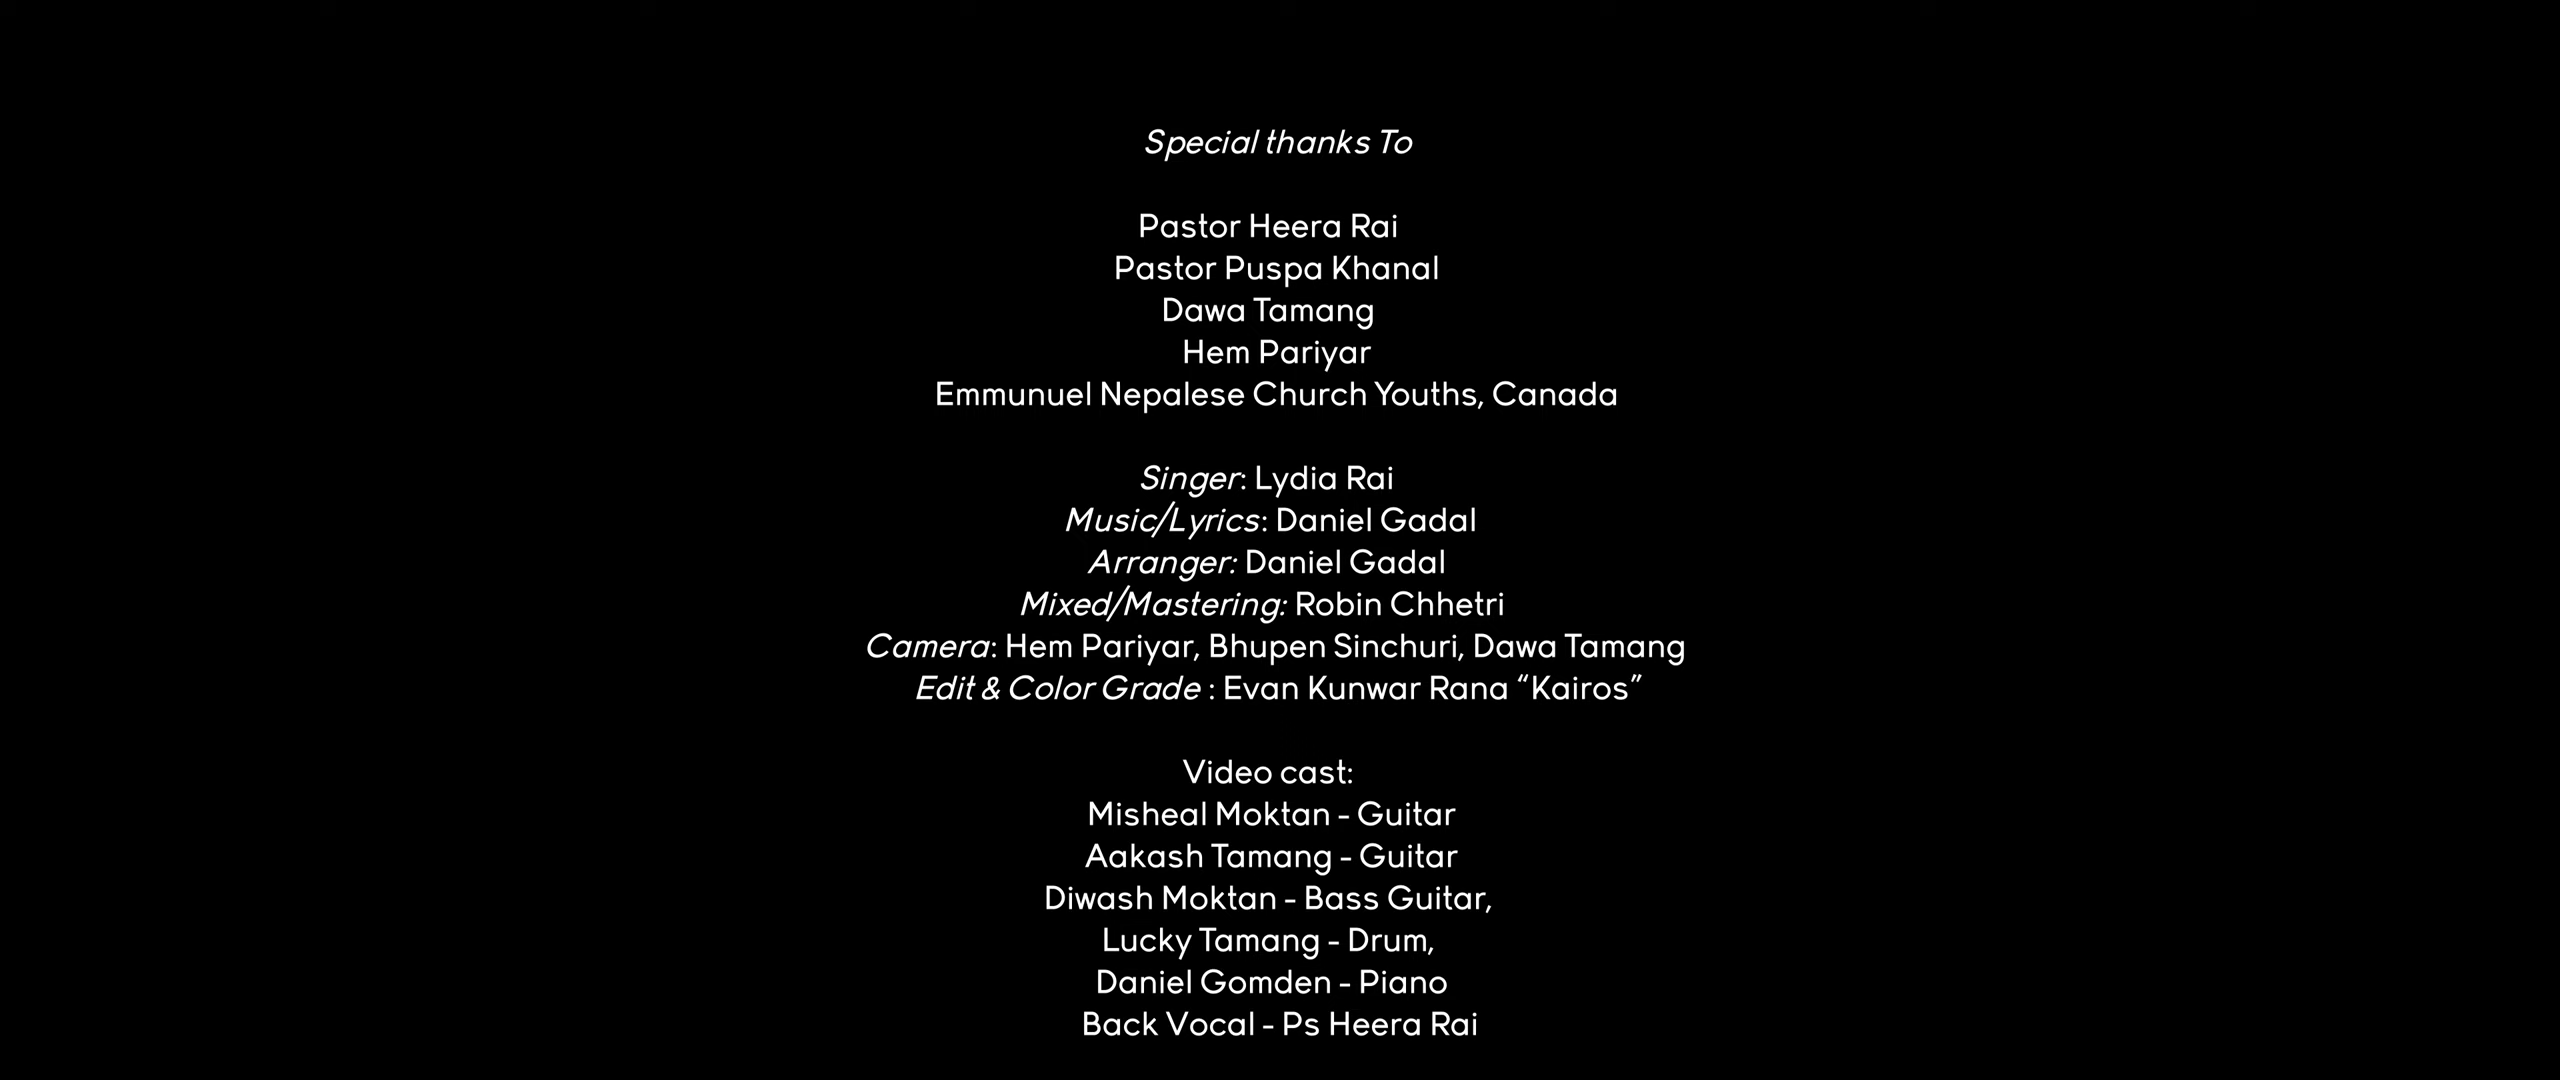 Special thanks To
Pastor Heera Rai
Pastor Puspa Khanal
Dawa Tamang
Hem Pariyar
Emmunuel Nepalese Church Youths, Canada
Singer: Lydia Rai
Music/Lyrics: Daniel Gadal
Arranger: Daniel Gadal
Mixed/Mastering: Robin Chhetri
Camera: Hem Pariyar, Bhupen Sinchuri, Dawa Tamang
Edit & Color Grade : Evan Kunwar Rana “Kairos”
Video cast:
Misheal Moktan - Guitar
Aakash Tamang - Guitar
Diwash Moktan - Bass Guitar,
Lucky Tamang - Drum,
Daniel Gomden - Piano
Back Vocal - Ps Heera Rai